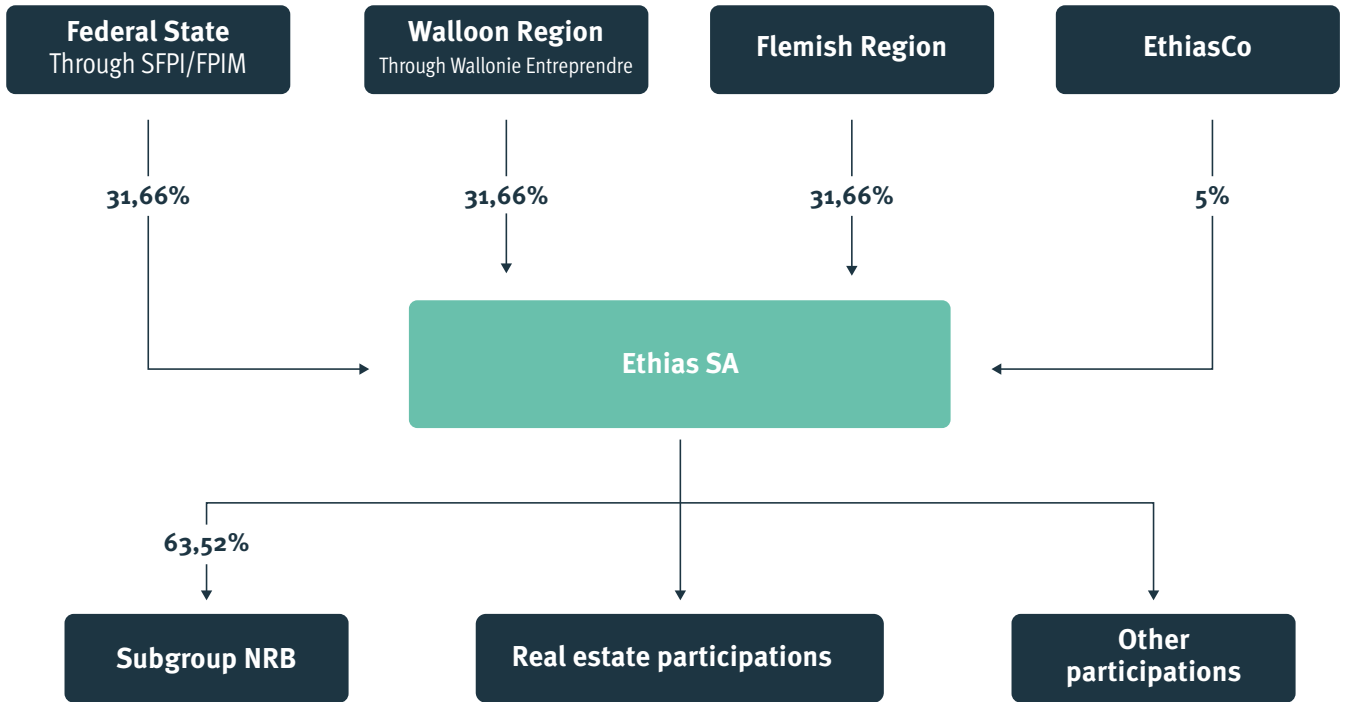 Federal State
Through SFPI/FPIM
Walloon Region
Through Wallonie Entreprendre
Flemish Region
EthiasCo
31,66%
31,66%
31,66%
5%
Ethias SA
63,52%
Subgroup NRB
Real estate participations
Other
participations